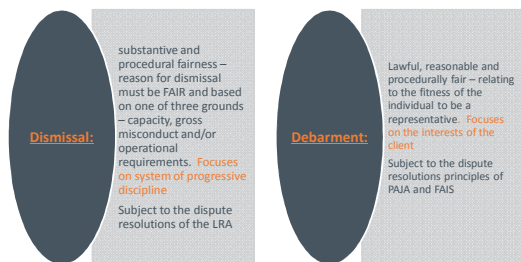 Dismissal:
substantive and
procedural fairness –
reason for dismissal
must be FAIR and based
on one of three grounds
– capacity, gross
misconduct and/or
operational
requirements. Focuses
on system of progressive
discipline
Subject to the dispute
resolutions of the LRA
Debarment:
Lawful, reasonable and
procedurally fair – relating
to the fitness of the
individual to be a
representative. Focuses
on the interests of the
client
Subject to the dispute
resolutions principles of
PAJA and FAIS